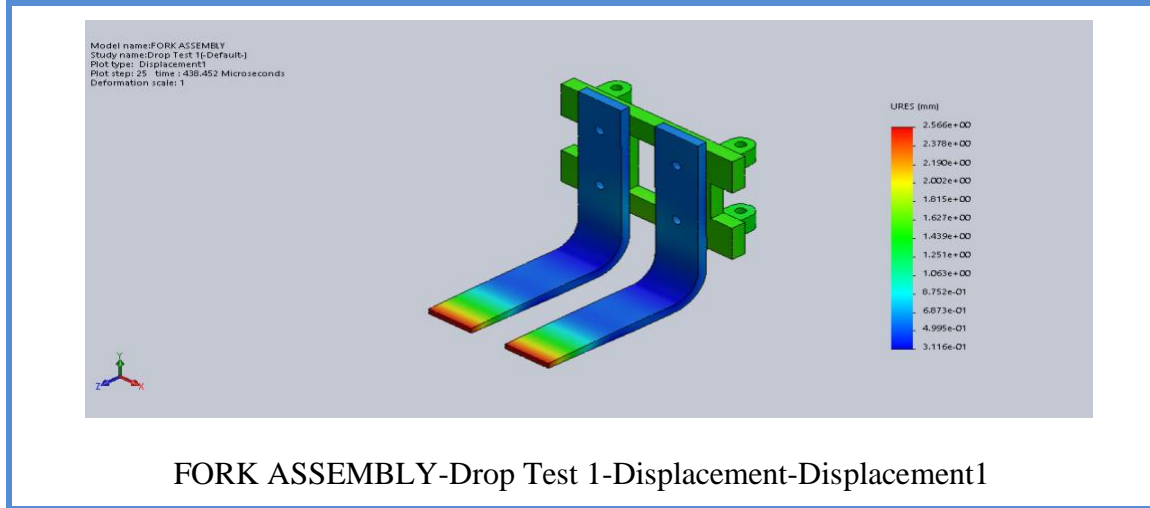 Model name:FORK ASSEMBLY
Study name:Drop Test 1(-Default-)
Plot type: Displacement1
Plot step: 25 time : 438.452 Microseconds
Deformation scale: 1
URES (mm)
2.566e+00
2.378e+00
2.190e+00
2.002e+00
1.815e+00
1.627e+00
1.439e+00
1.251e+00
1.063e+00
8.752e-01
6.873e-01
4.995e-01
3.116e-01
Y
Z
X
FORK ASSEMBLY-Drop Test 1-Displacement-Displacement1